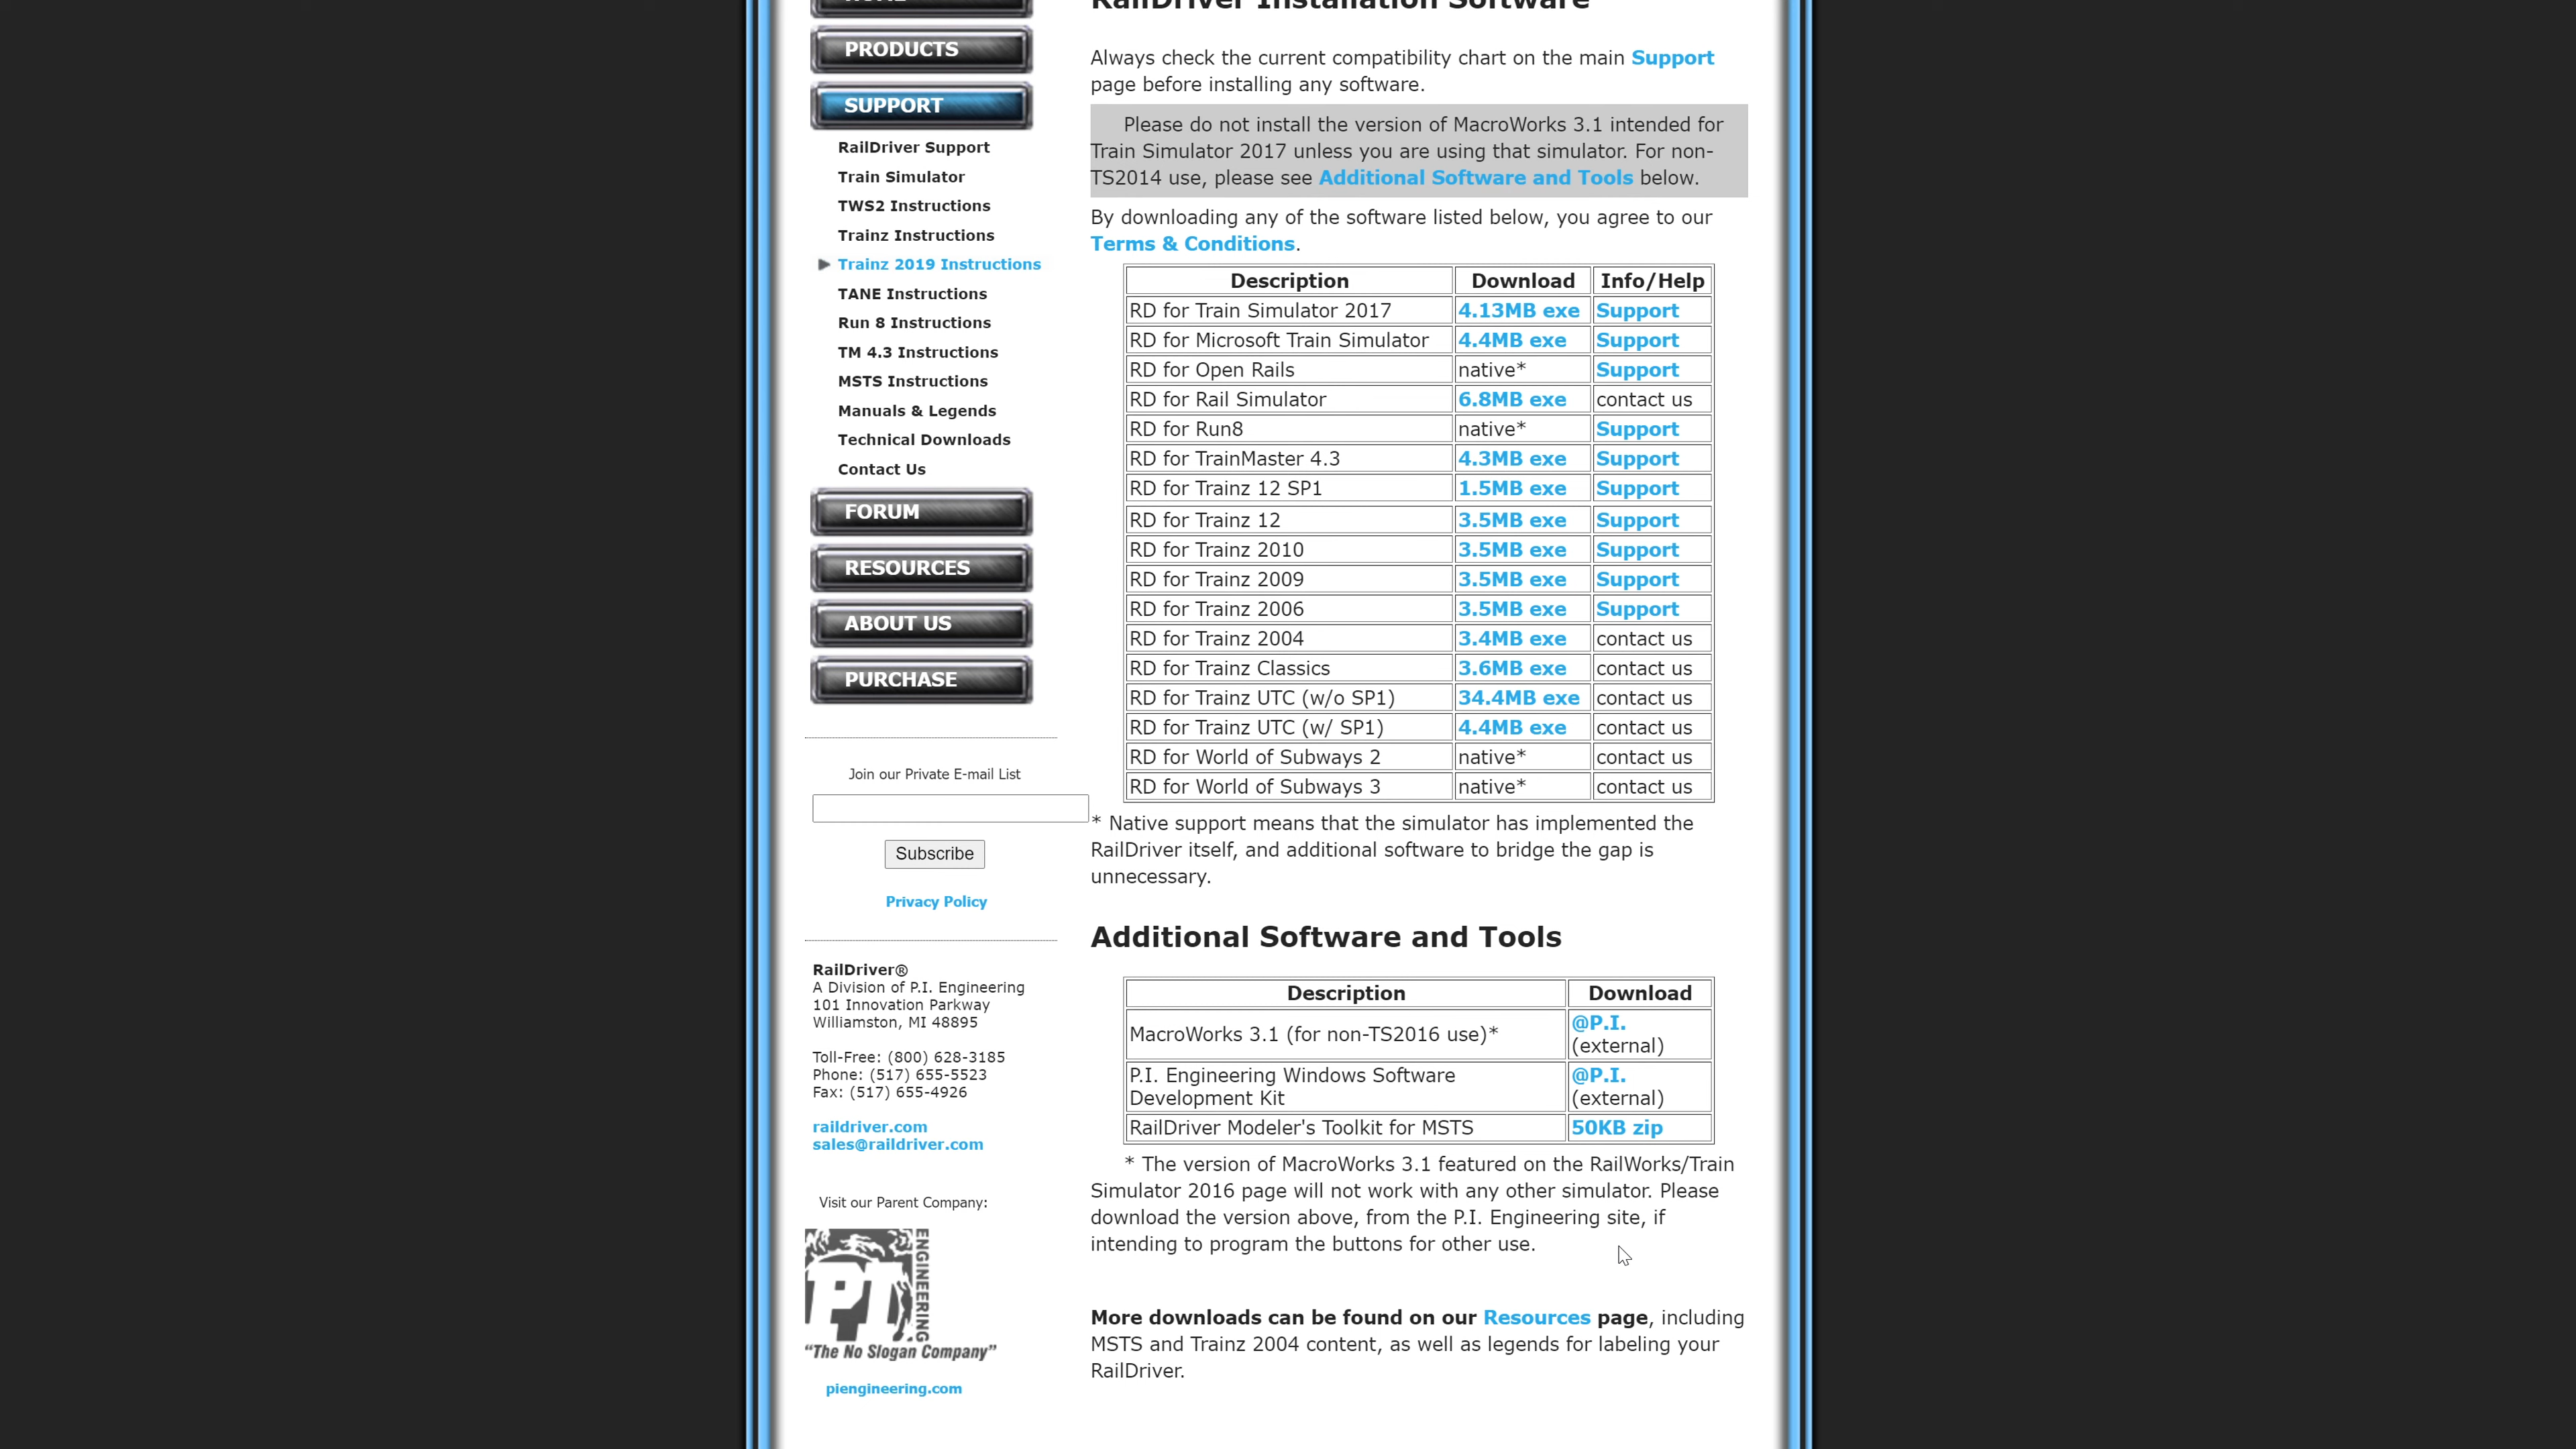 PRODUCTS
SUPPORT
RailDriver Support
Train Simulator
TWS2 Instructions
Trainz Instructions
Trainz 2019 Instructions
TANE Instructions
Run 8 Instructions
TM 4.3 Instructions
MSTS Instructions
Manuals & Legends
Technical Downloads
Contact Us
FORUM
RESOURCES
ABOUT US
PURCHASE
Join our Private E-mail List
Subscribe
Privacy Policy
RailDriver®
A Division of P.I. Engineering
101 Innovation Parkway
Williamston, MI 48895
Toll-Free: (800) 628-3185
Phone: (517) 655-5523
Fax: (517) 655-4926
raildriver.com
sales@raildriver.com
Visit our Parent Company:
PI ENGINEERING
"The No Slogan Company"
piengineering.com
RailDriver Installation Software
Always check the current compatibility chart on the main Support
page before installing any software.
Please do not install the version of MacroWorks 3.1 intended for
Train Simulator 2017 unless you are using that simulator. For non-
TS2014 use, please see Additional Software and Tools below.
By downloading any of the software listed below, you agree to our
Terms & Conditions.
Description Download Info/Help
RD for Train Simulator 2017 4.13MB exe Support
RD for Microsoft Train Simulator 4.4MB exe Support
RD for Open Rails native* Support
RD for Rail Simulator 6.8MB exe contact us
RD for Run8 native* Support
RD for TrainMaster 4.3 4.3MB exe Support
RD for Trainz 12 SP1 1.5MB exe Support
RD for Trainz 12 3.5MB exe Support
RD for Trainz 2010 3.5MB exe Support
RD for Trainz 2009 3.5MB exe Support
RD for Trainz 2006 3.5MB exe Support
RD for Trainz 2004 3.4MB exe contact us
RD for Trainz Classics 3.6MB exe contact us
RD for Trainz UTC (w/o SP1) 34.4MB exe contact us
RD for Trainz UTC (w/ SP1) 4.4MB exe contact us
RD for World of Subways 2 native* contact us
RD for World of Subways 3 native* contact us
* Native support means that the simulator has implemented the
RailDriver itself, and additional software to bridge the gap is
unnecessary.
Additional Software and Tools
Description Download
MacroWorks 3.1 (for non-TS2016 use)* @P.I.
(external)
P.I. Engineering Windows Software @P.I.
Development Kit (external)
RailDriver Modeler's Toolkit for MSTS 50KB zip
* The version of MacroWorks 3.1 featured on the RailWorks/Train
Simulator 2016 page will not work with any other simulator. Please
download the version above, from the P.I. Engineering site, if
intending to program the buttons for other use.
More downloads can be found on our Resources page, including
MSTS and Trainz 2004 content, as well as legends for labeling your
RailDriver.